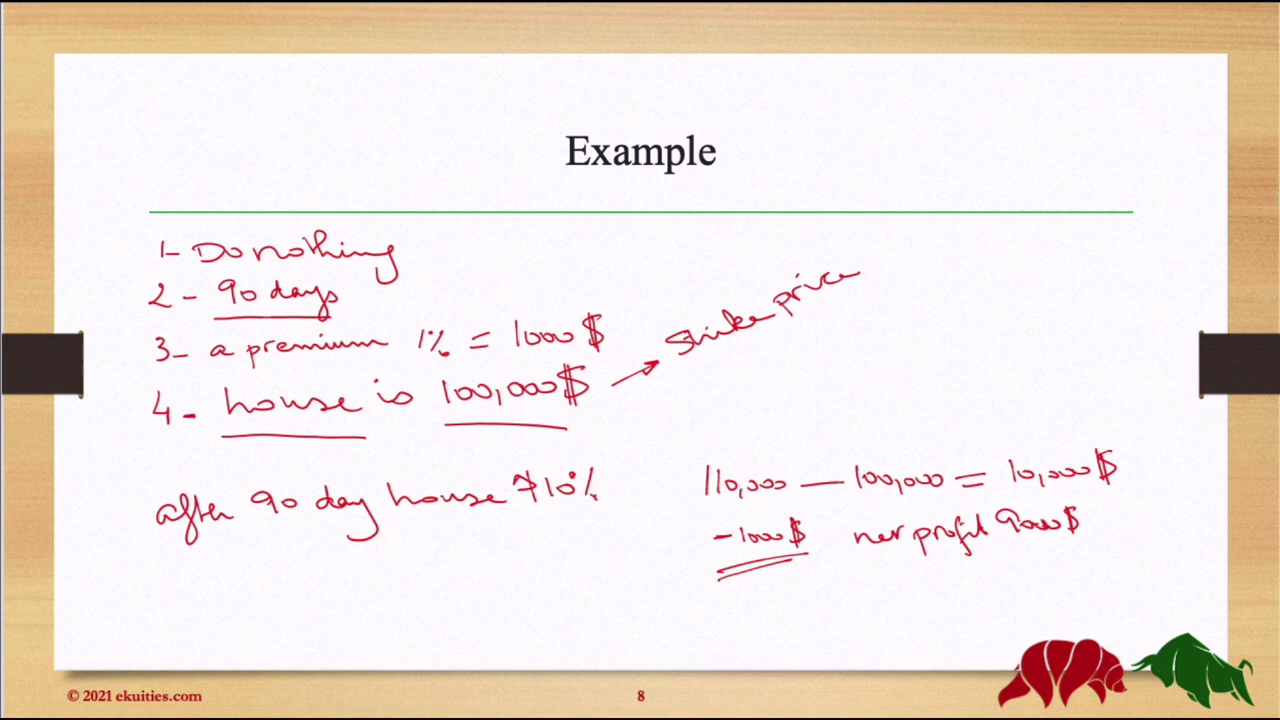 Example
1- Do nothing
2 - 90 days
3- a premium 1% = 1000 $
4- house is 100,000$ → strike price
after 90 day house ↗10%
110,000 — 100,000 = 10,000 $
-1000 $ net profit 9000 $
© 2021 ekuities.com
8